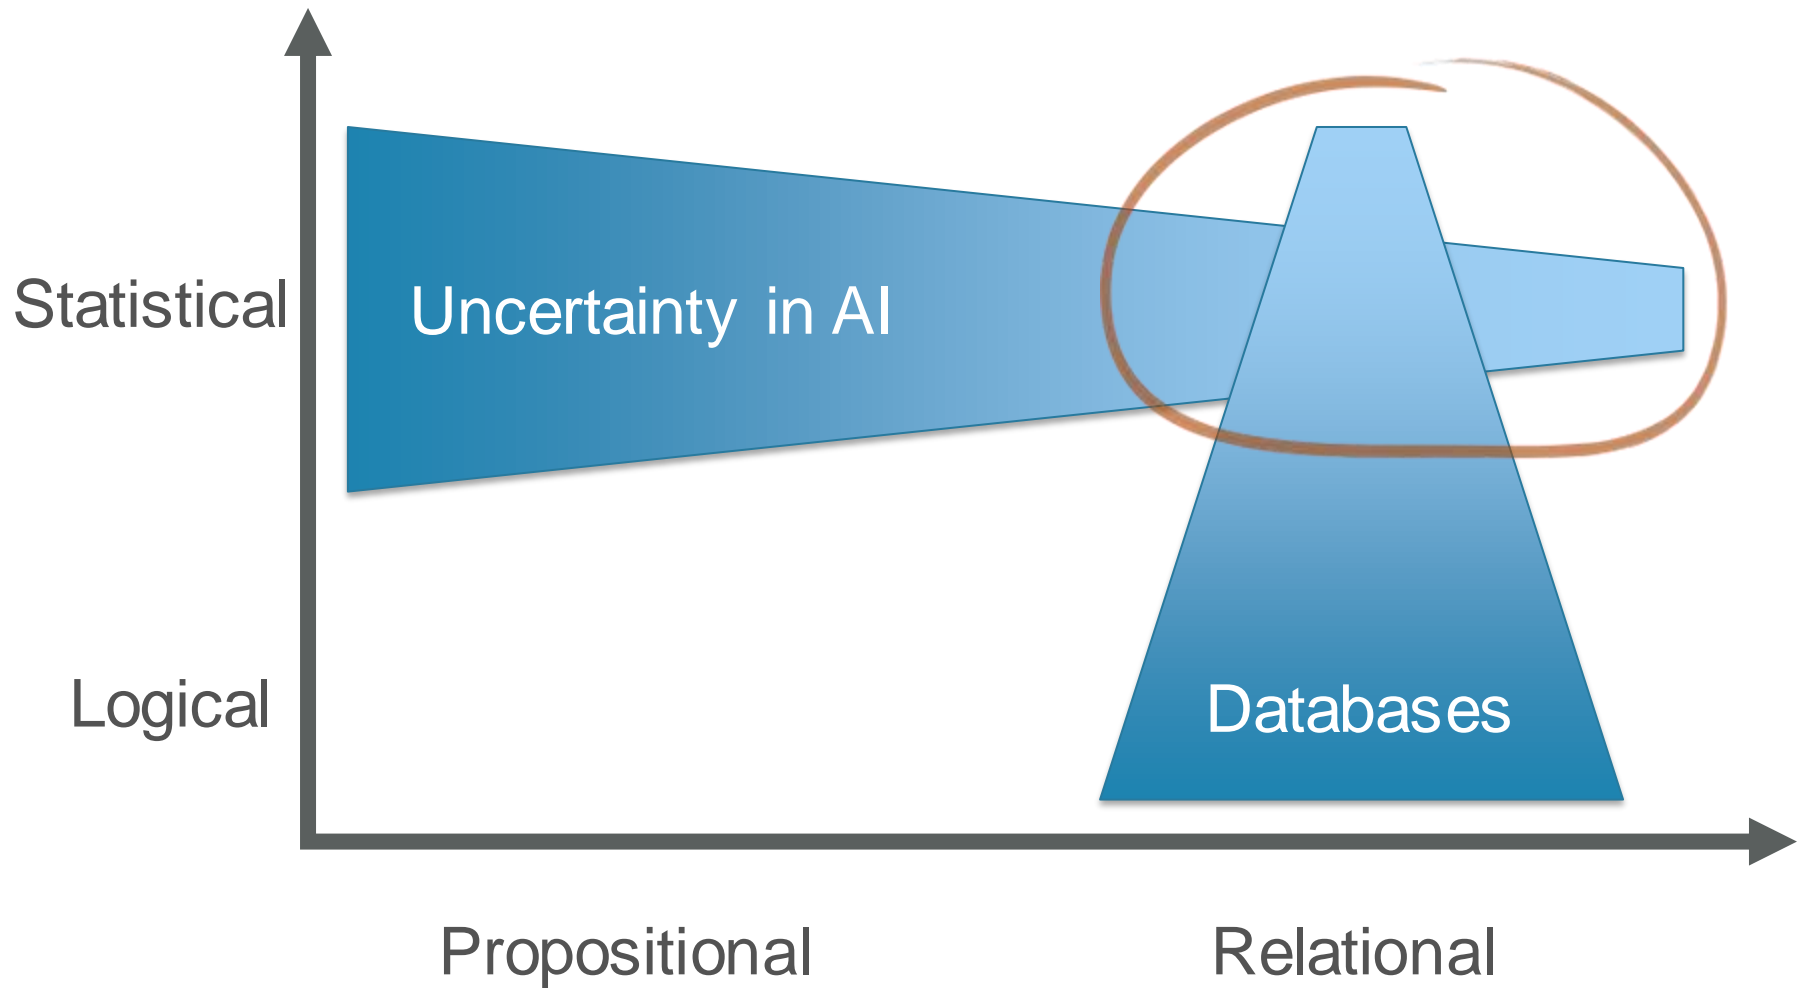 Statistical
Uncertainty in AI
Logical
Databases
Propositional
Relational